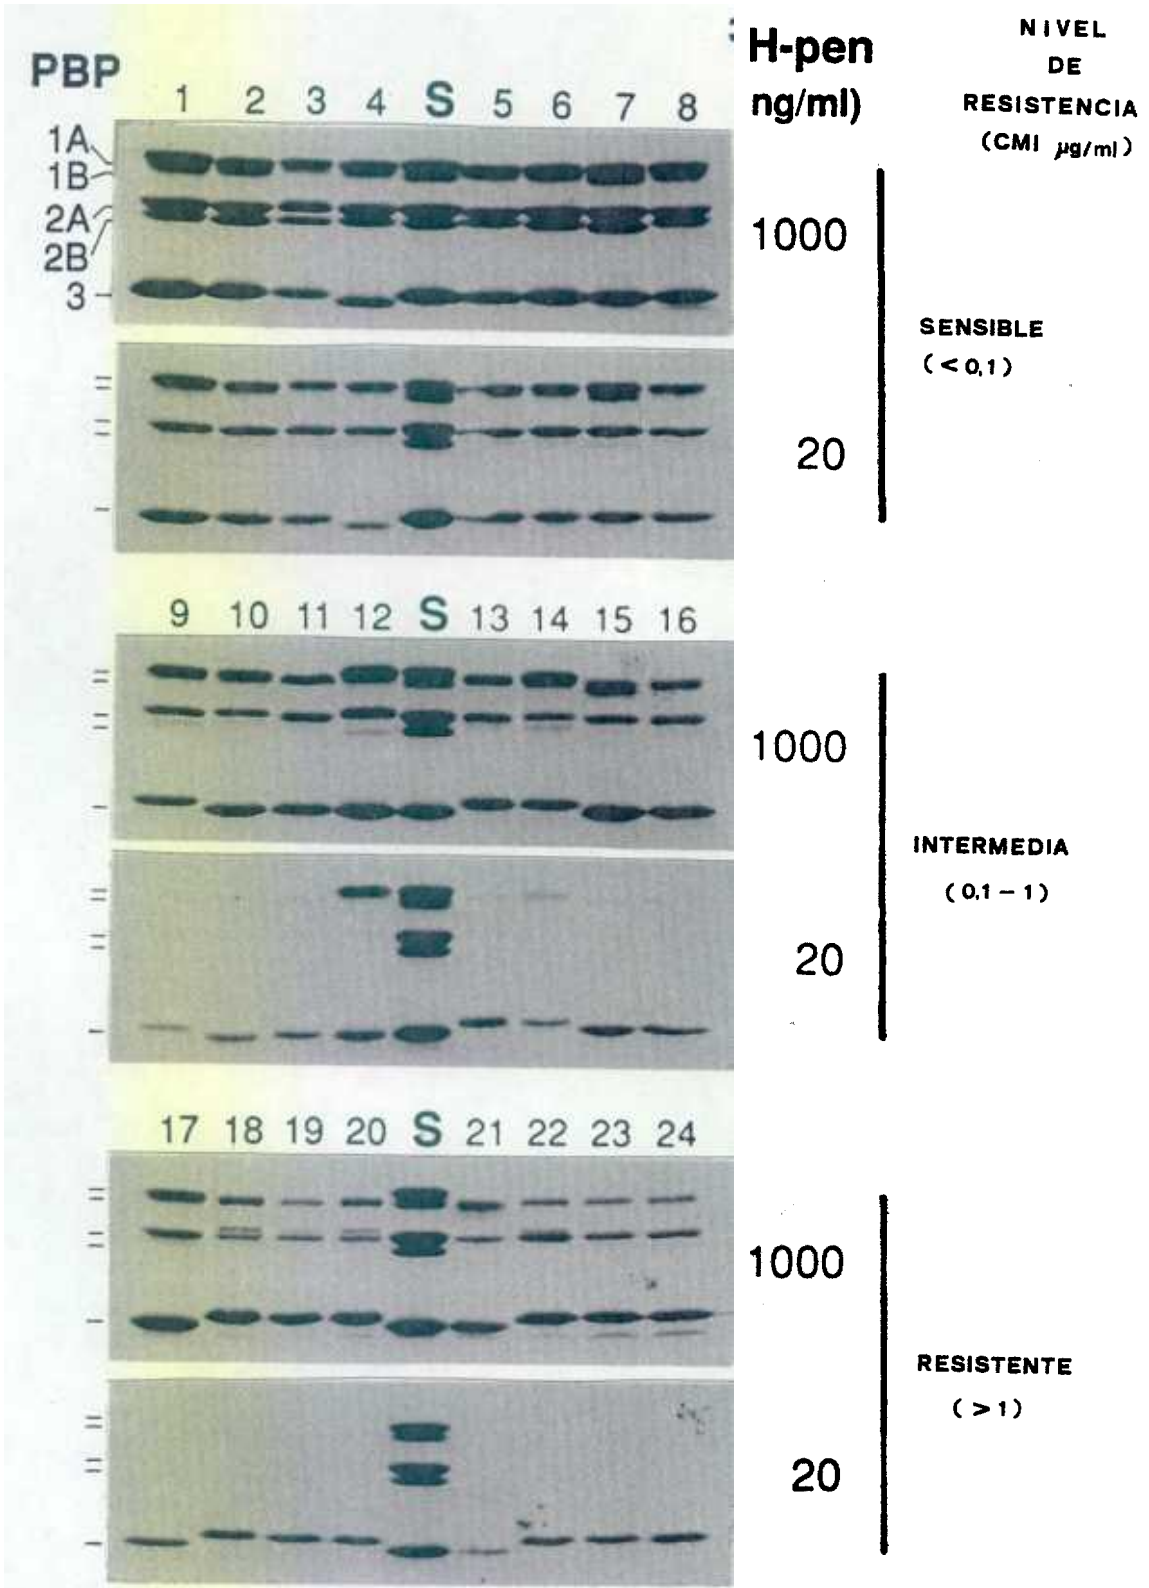 PBP
H-pen
ng/ml)
NIVEL
DE
RESISTENCIA
(CMI µg/ml)
1 2 3 4 S 5 6 7 8
1A
1B
2A
2B
3
1000
SENSIBLE
(<0,1)
20
9 10 11 12 S 13 14 15 16
1000
INTERMEDIA
(0,1-1)
20
17 18 19 20 S 21 22 23 24
1000
RESISTENTE
(>1)
20